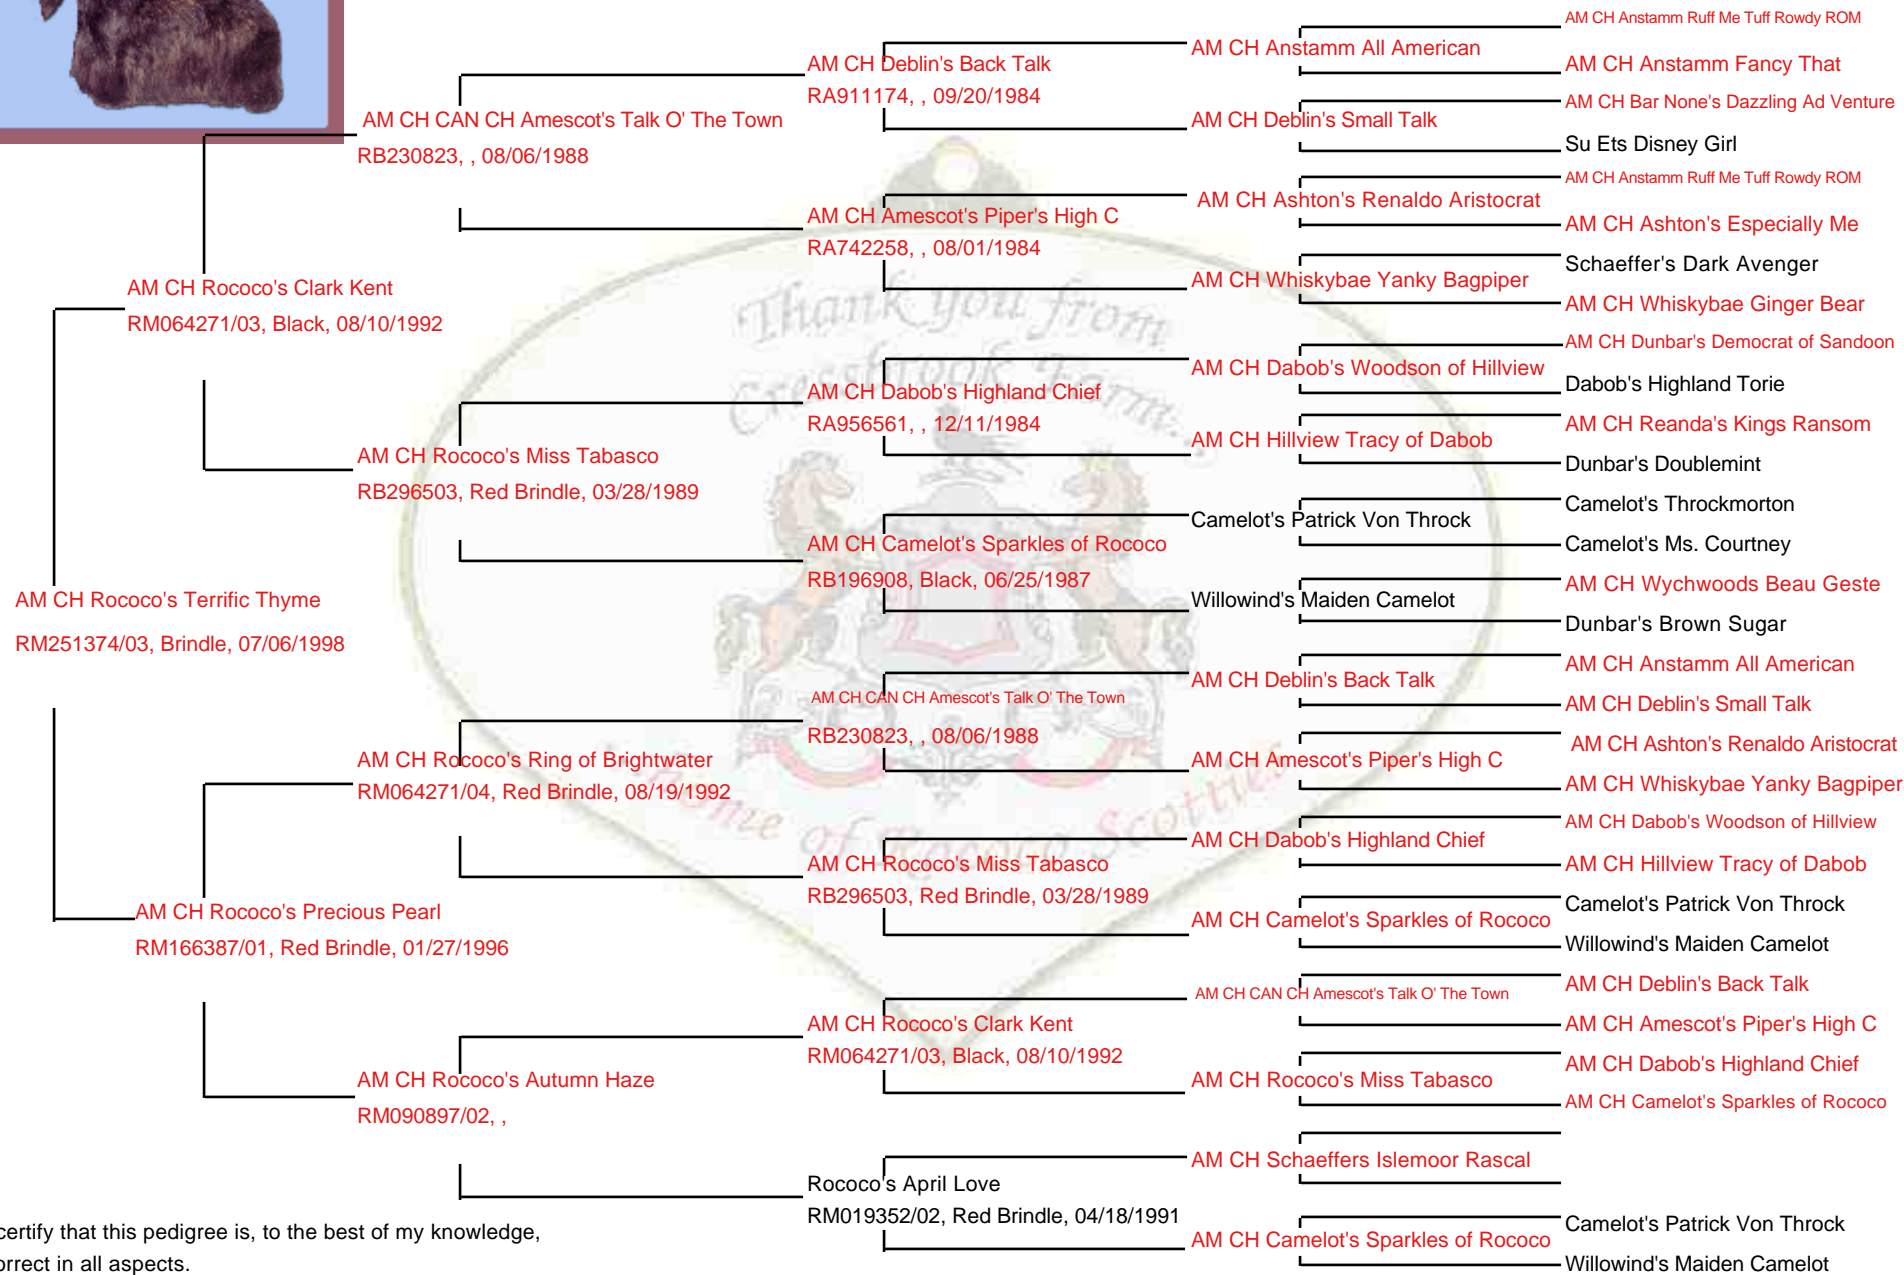 AM CH Rococo's Terrific Thyme
RM251374/03, Brindle, 07/06/1998
AM CH Rococo's Clark Kent
RM064271/03, Black, 08/10/1992
AM CH Rococo's Precious Pearl
RM166387/01, Red Brindle, 01/27/1996
AM CH CAN CH Amescot's Talk O' The Town
RB230823, , 08/06/1988
AM CH Rococo's Miss Tabasco
RB296503, Red Brindle, 03/28/1989
AM CH Rococo's Ring of Brightwater
RM064271/04, Red Brindle, 08/19/1992
AM CH Rococo's Autumn Haze
RM090897/02, ,
AM CH Deblin's Back Talk
RA911174, , 09/20/1984
AM CH Amescot's Piper's High C
RA742258, , 08/01/1984
AM CH Dabob's Highland Chief
RA956561, , 12/11/1984
AM CH Camelot's Sparkles of Rococo
RB196908, Black, 06/25/1987
AM CH CAN CH Amescot's Talk O' The Town
RB230823, , 08/06/1988
AM CH Rococo's Miss Tabasco
RB296503, Red Brindle, 03/28/1989
AM CH Rococo's Clark Kent
RM064271/03, Black, 08/10/1992
Rococo's April Love
RM019352/02, Red Brindle, 04/18/1991
AM CH Anstamm All American
AM CH Deblin's Small Talk
AM CH Ashton's Renaldo Aristocrat
AM CH Whiskybae Yanky Bagpiper
AM CH Dabob's Woodson of Hillview
AM CH Hillview Tracy of Dabob
Camelot's Patrick Von Throck
Willowind's Maiden Camelot
AM CH Deblin's Back Talk
AM CH Amescot's Piper's High C
AM CH Dabob's Highland Chief
AM CH Camelot's Sparkles of Rococo
AM CH CAN CH Amescot's Talk O' The Town
AM CH Rococo's Miss Tabasco
AM CH Schaeffers Islemoor Rascal
AM CH Camelot's Sparkles of Rococo
AM CH Anstamm Ruff Me Tuff Rowdy ROM
AM CH Anstamm Fancy That
AM CH Bar None's Dazzling Ad Venture
Su Ets Disney Girl
AM CH Anstamm Ruff Me Tuff Rowdy ROM
AM CH Ashton's Especially Me
Schaeffer's Dark Avenger
AM CH Whiskybae Ginger Bear
AM CH Dunbar's Democrat of Sandoon
Dabob's Highland Torie
AM CH Reanda's Kings Ransom
Dunbar's Doublemint
Camelot's Throckmorton
Camelot's Ms. Courtney
AM CH Wychwoods Beau Geste
Dunbar's Brown Sugar
AM CH Anstamm All American
AM CH Deblin's Small Talk
AM CH Ashton's Renaldo Aristocrat
AM CH Whiskybae Yanky Bagpiper
AM CH Dabob's Woodson of Hillview
AM CH Hillview Tracy of Dabob
Camelot's Patrick Von Throck
Willowind's Maiden Camelot
AM CH Deblin's Back Talk
AM CH Amescot's Piper's High C
AM CH Dabob's Highland Chief
AM CH Camelot's Sparkles of Rococo
Camelot's Patrick Von Throck
Willowind's Maiden Camelot
Thank you from
Cressbrook Farm.
Home of Rococo Scotties
certify that this pedigree is, to the best of my knowledge,
orrect in all aspects.